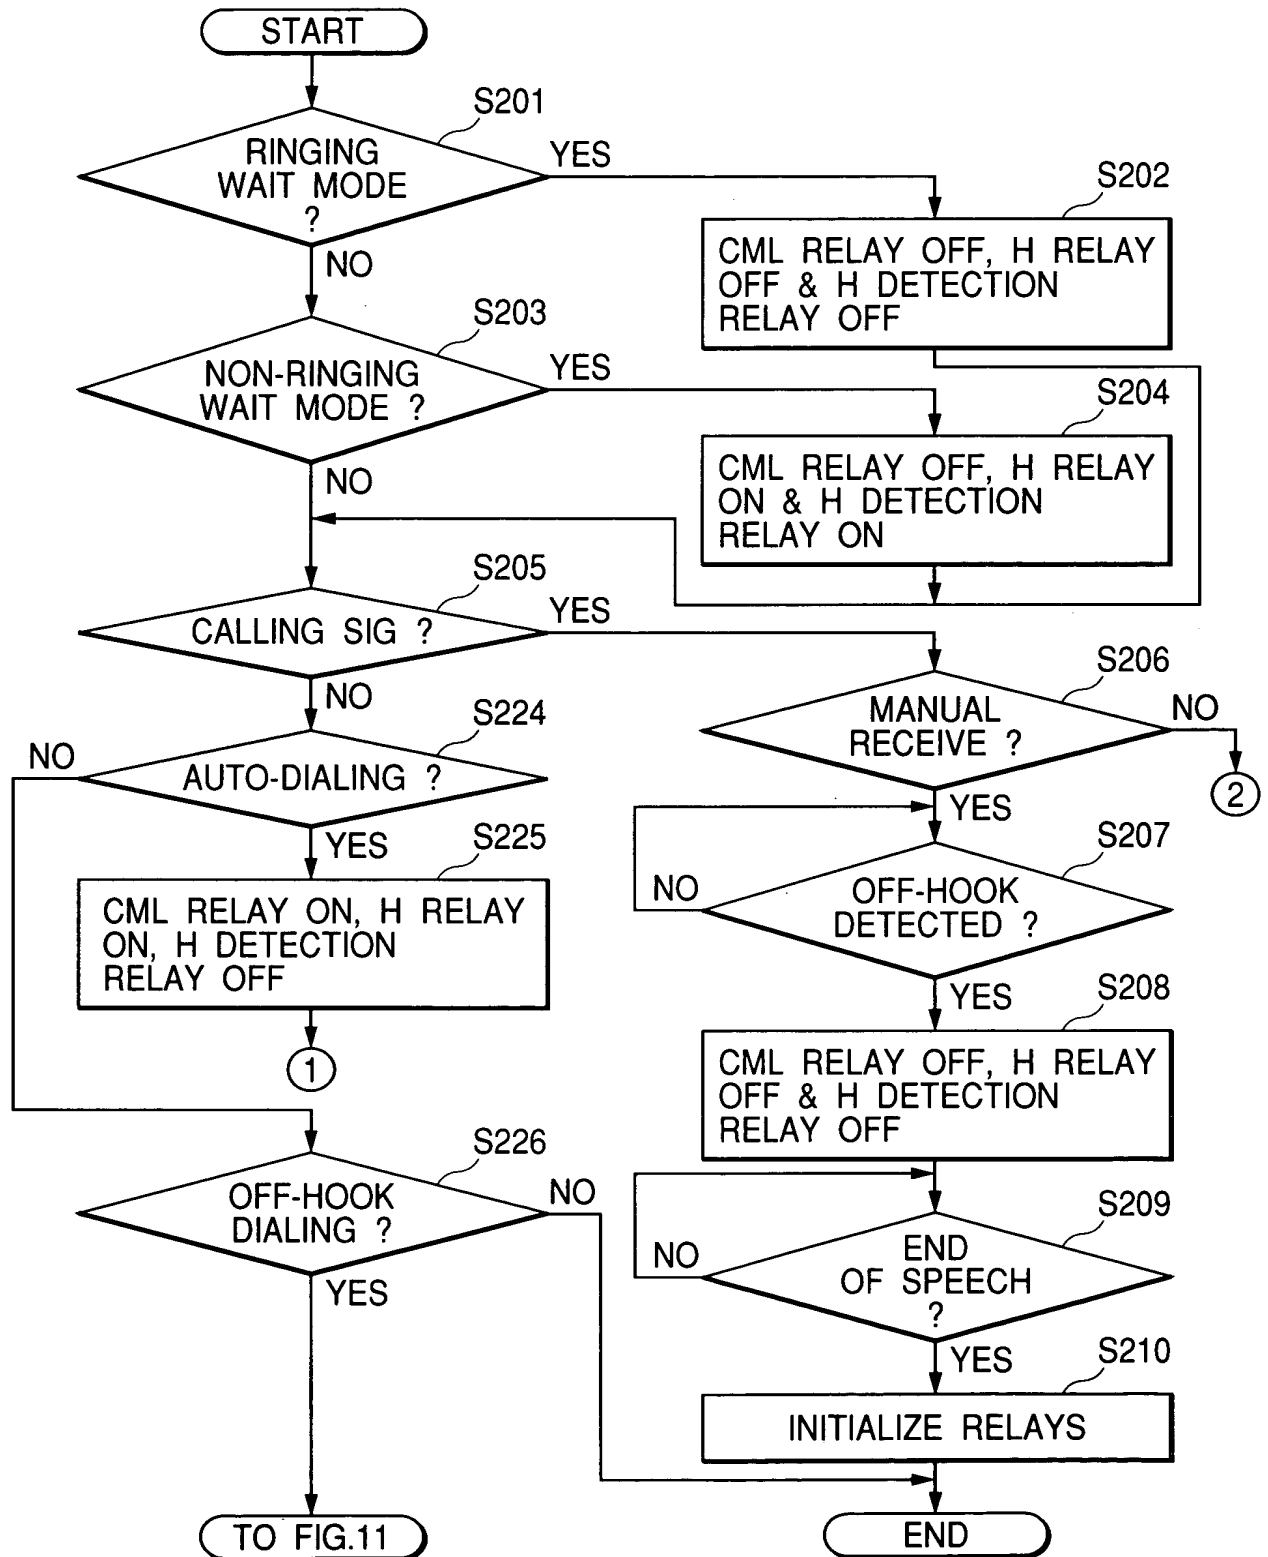 START
S201
RINGING
WAIT MODE
?
YES
NO
S202
CML RELAY OFF, H RELAY
OFF & H DETECTION
RELAY OFF
S203
NON-RINGING
WAIT MODE ?
YES
NO
S204
CML RELAY OFF, H RELAY
ON & H DETECTION
RELAY ON
S205
CALLING SIG ?
YES
NO
S206
MANUAL
RECEIVE ?
NO
2
YES
S224
NO
AUTO-DIALING ?
YES
S225
CML RELAY ON, H RELAY
ON, H DETECTION
RELAY OFF
1
S207
NO
OFF-HOOK
DETECTED ?
YES
S208
CML RELAY OFF, H RELAY
OFF & H DETECTION
RELAY OFF
S226
OFF-HOOK
DIALING ?
NO
YES
S209
NO
END
OF SPEECH
?
YES
S210
INITIALIZE RELAYS
TO FIG.11
END